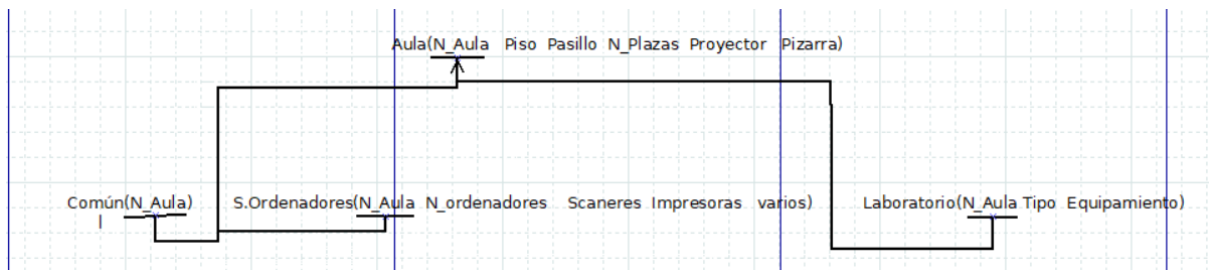 Aula(N_Aula Piso Pasillo N_Plazas Proyector Pizarra)
Común(N_Aula) S.Ordenadores(N_Aula N_ordenadores Scaneres Impresoras varios) Laboratorio(N_Aula Tipo Equipamiento)